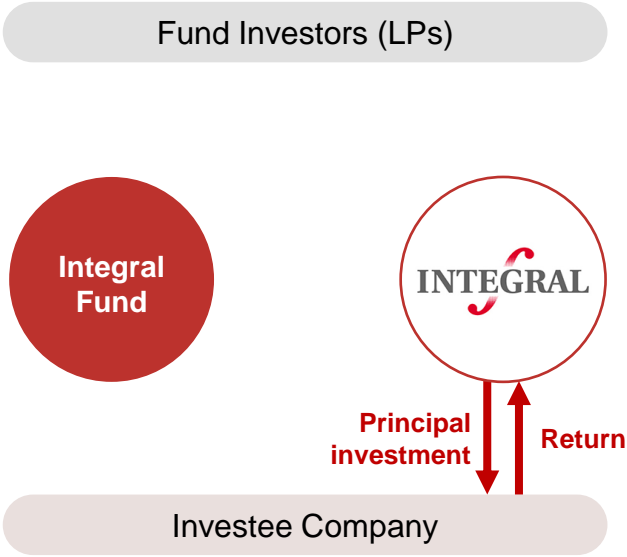 Fund Investors (LPs)
Integral
Fund
INTEGRAL
Principal
investment
Return
Investee Company